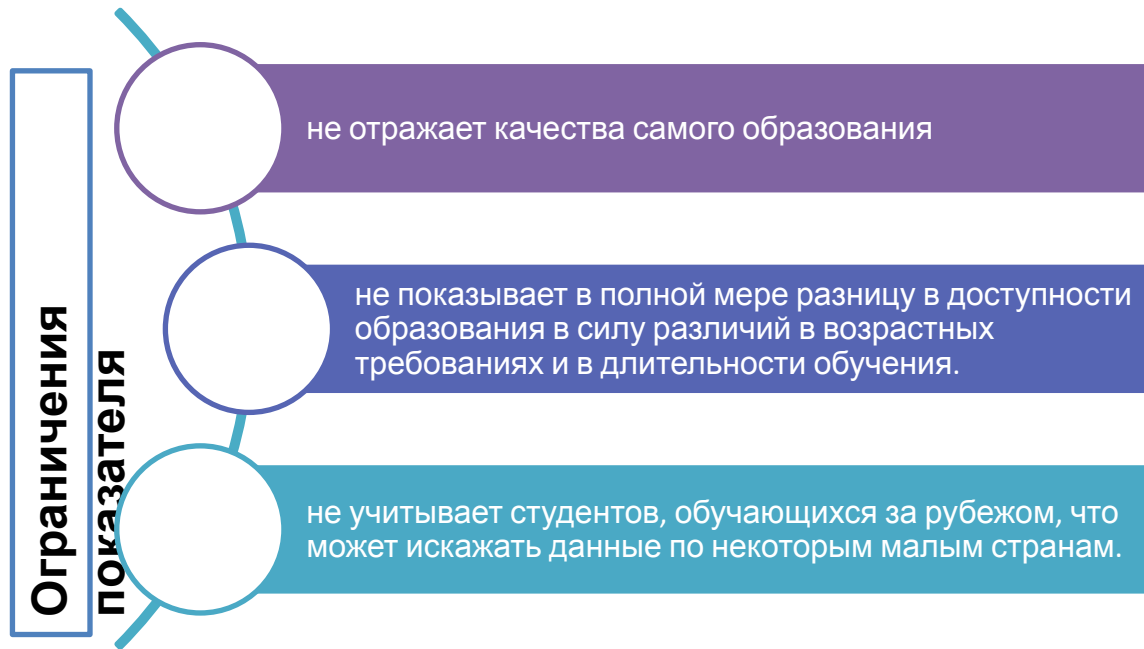 Ограничения
показателя
не отражает качества самого образования
не показывает в полной мере разницу в доступности
образования в силу различий в возрастных
требованиях и в длительности обучения.
не учитывает студентов, обучающихся за рубежом, что
может искажать данные по некоторым малым странам.